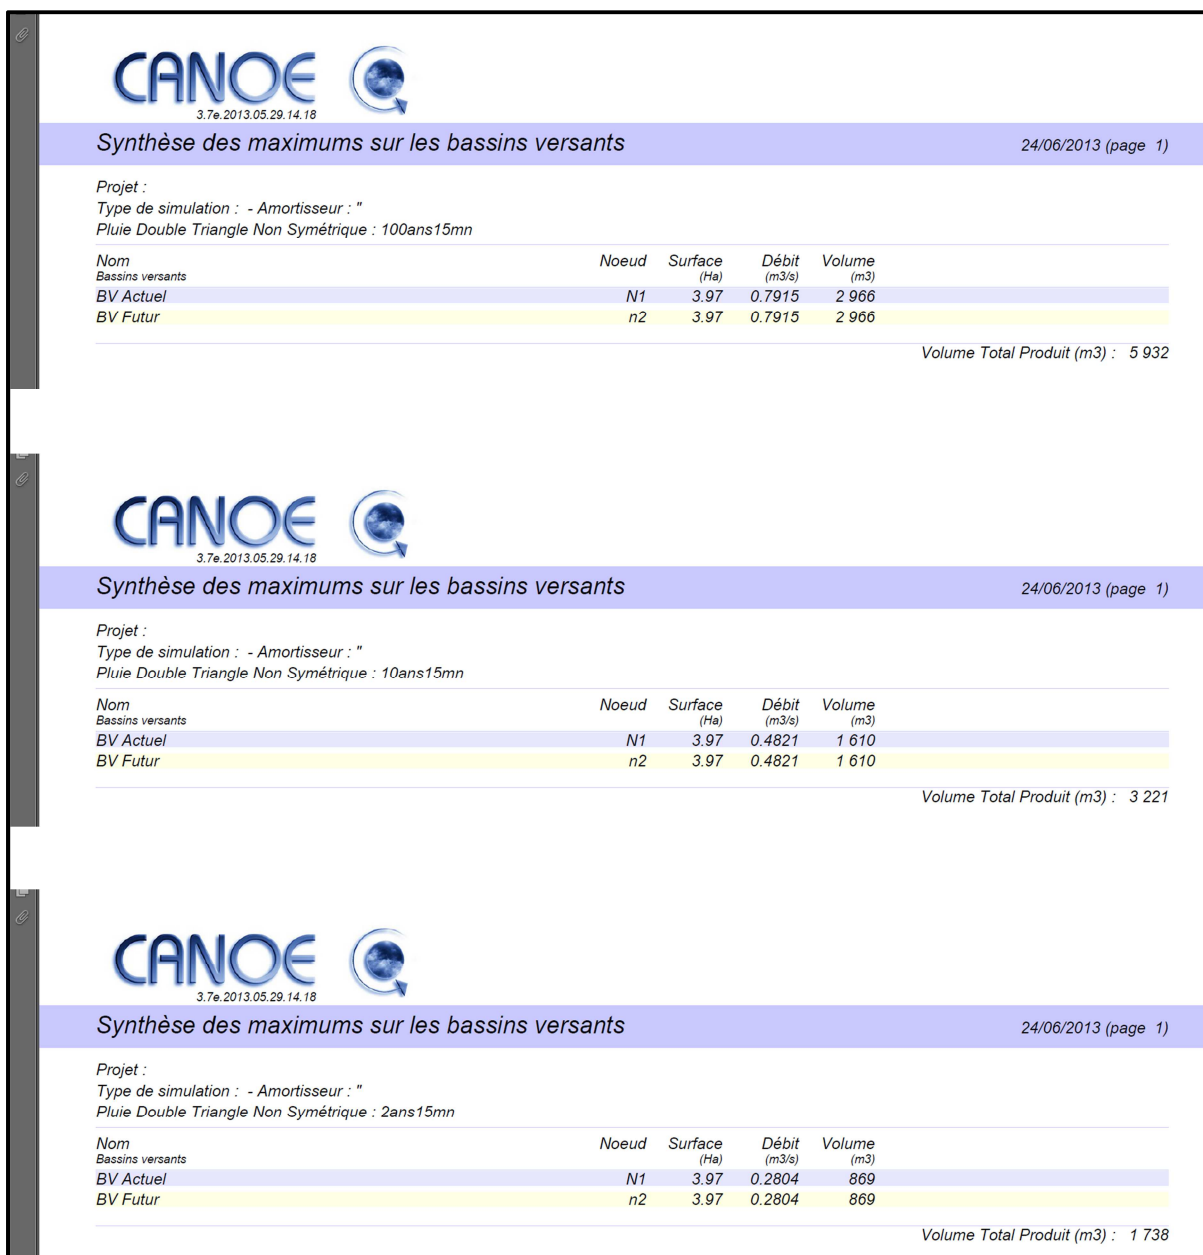 CANOE
3.7e.2013.05.29.14.18
Synthèse des maximums sur les bassins versants 24/06/2013 (page 1)
Projet :
Type de simulation : - Amortisseur : "
Pluie Double Triangle Non Symétrique : 100ans15mn
Nom Noeud Surface Débit Volume
Bassins versants (Ha) (m3/s) (m3)
BV Actuel N1 3.97 0.7915 2 966
BV Futur n2 3.97 0.7915 2 966
Volume Total Produit (m3) : 5 932
CANOE
3.7e.2013.05.29.14.18
Synthèse des maximums sur les bassins versants 24/06/2013 (page 1)
Projet :
Type de simulation : - Amortisseur : "
Pluie Double Triangle Non Symétrique : 10ans15mn
Nom Noeud Surface Débit Volume
Bassins versants (Ha) (m3/s) (m3)
BV Actuel N1 3.97 0.4821 1 610
BV Futur n2 3.97 0.4821 1 610
Volume Total Produit (m3) : 3 221
CANOE
3.7e.2013.05.29.14.18
Synthèse des maximums sur les bassins versants 24/06/2013 (page 1)
Projet :
Type de simulation : - Amortisseur : "
Pluie Double Triangle Non Symétrique : 2ans15mn
Nom Noeud Surface Débit Volume
Bassins versants (Ha) (m3/s) (m3)
BV Actuel N1 3.97 0.2804 869
BV Futur n2 3.97 0.2804 869
Volume Total Produit (m3) : 1 738